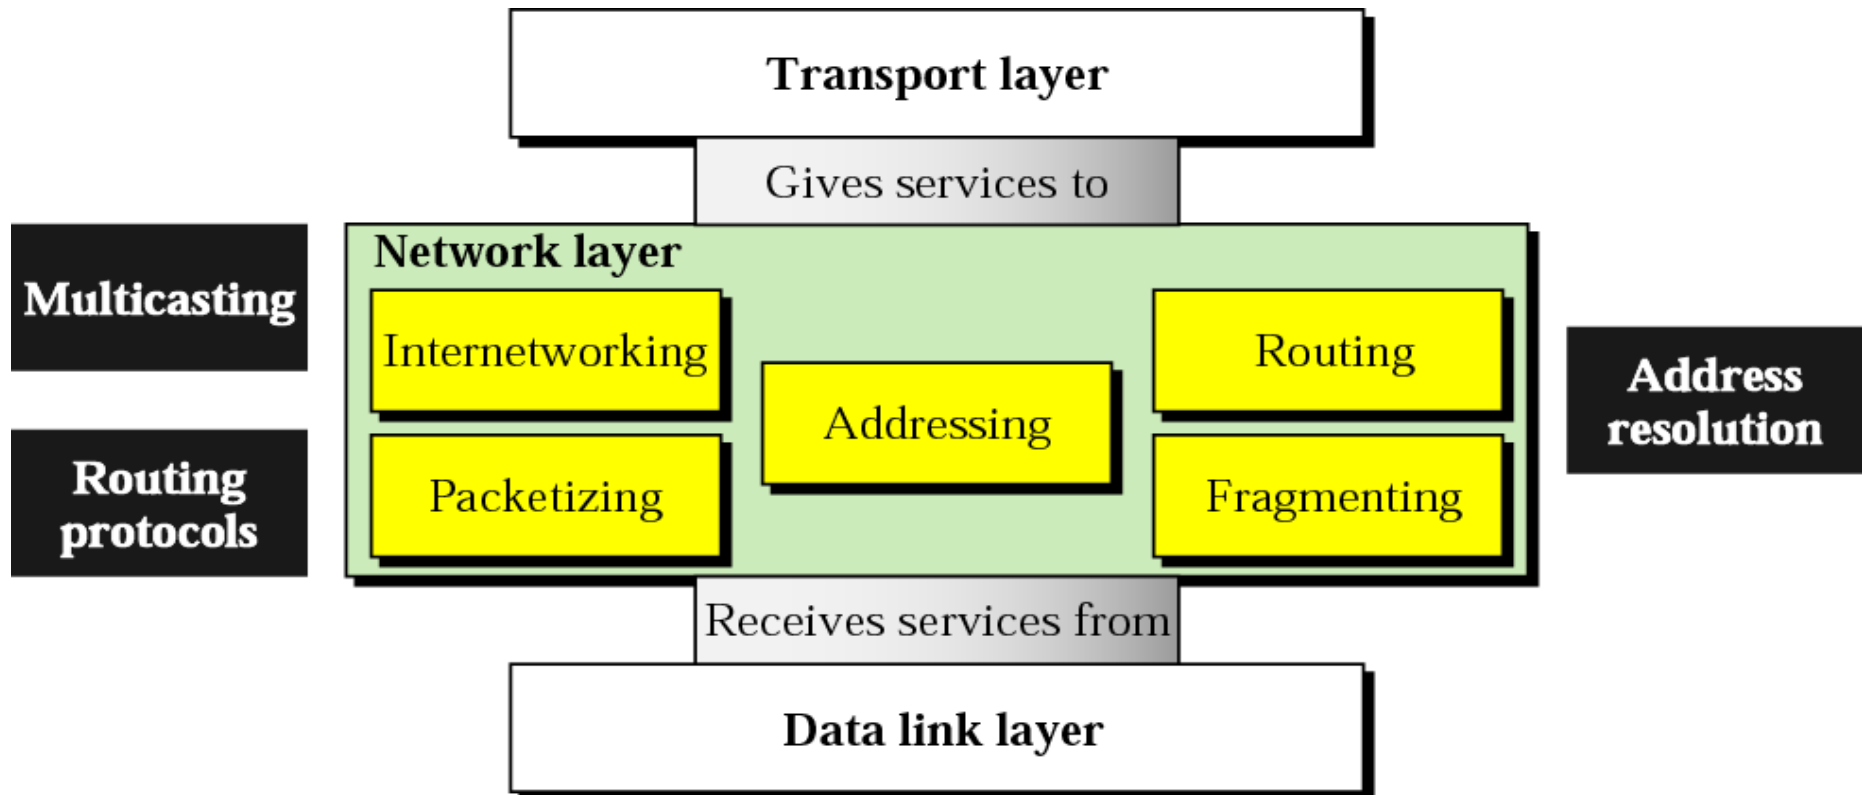 Transport layer
Gives services to
Multicasting
Routing
protocols
Network layer
Internetworking
Packetizing
Addressing
Routing
Fragmenting
Address
resolution
Receives services from
Data link layer